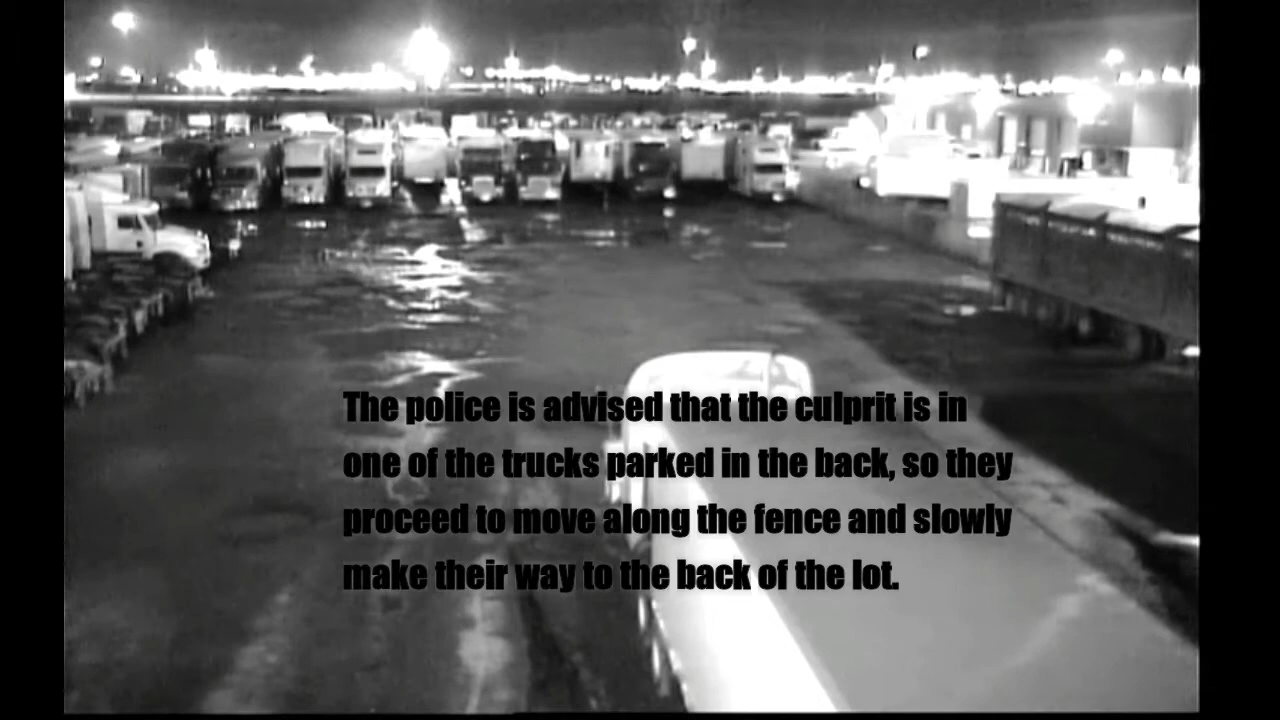 The police is advised that the culprit is in
one of the trucks parked in the back, so they
proceed to move along the fence and slowly
make their way to the back of the lot.